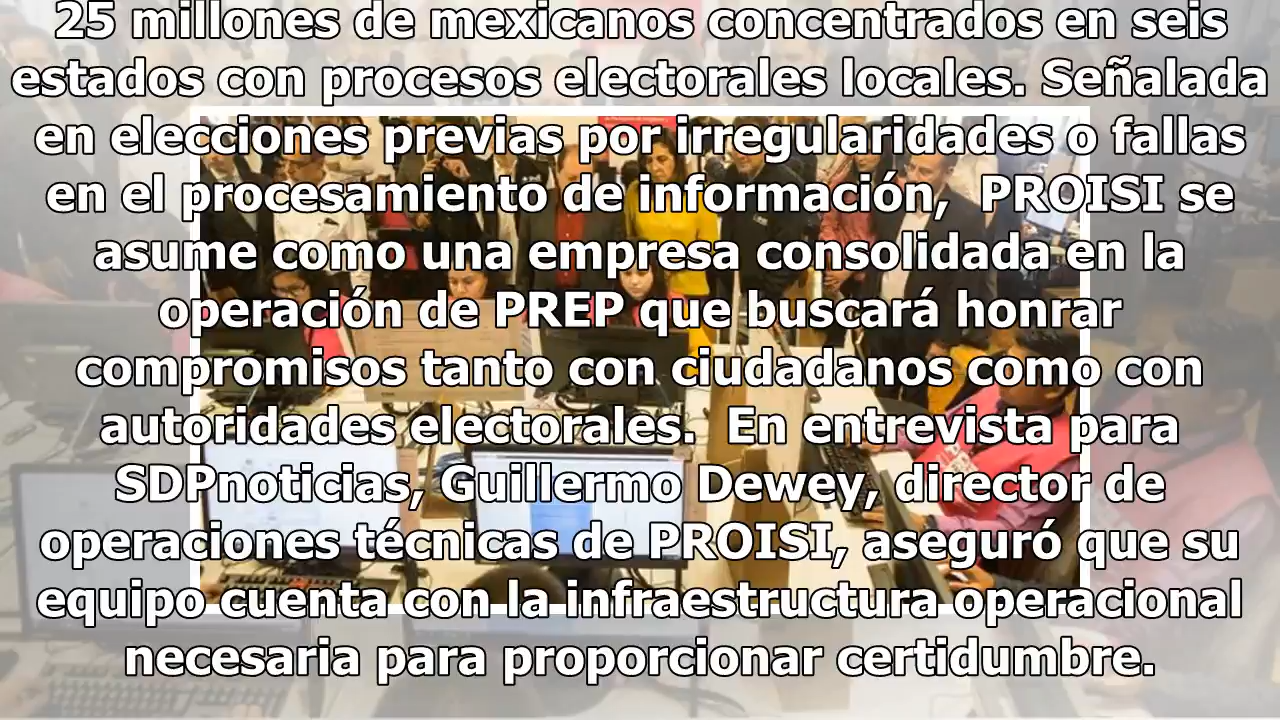 25 millones de mexicanos concentrados en seis
estados con procesos electorales locales. Señalada
en elecciones previas por irregularidades o fallas
en el procesamiento de información,  PROISI se
asume como una empresa consolidada en la
operación de PREP que buscará honrar
compromisos tanto con ciudadanos como con
autoridades electorales.  En entrevista para
SDPnoticias, Guillermo Dewey, director de
operaciones técnicas de PROISI, aseguró que su
equipo cuenta con la infraestructura operacional
necesaria para proporcionar certidumbre.